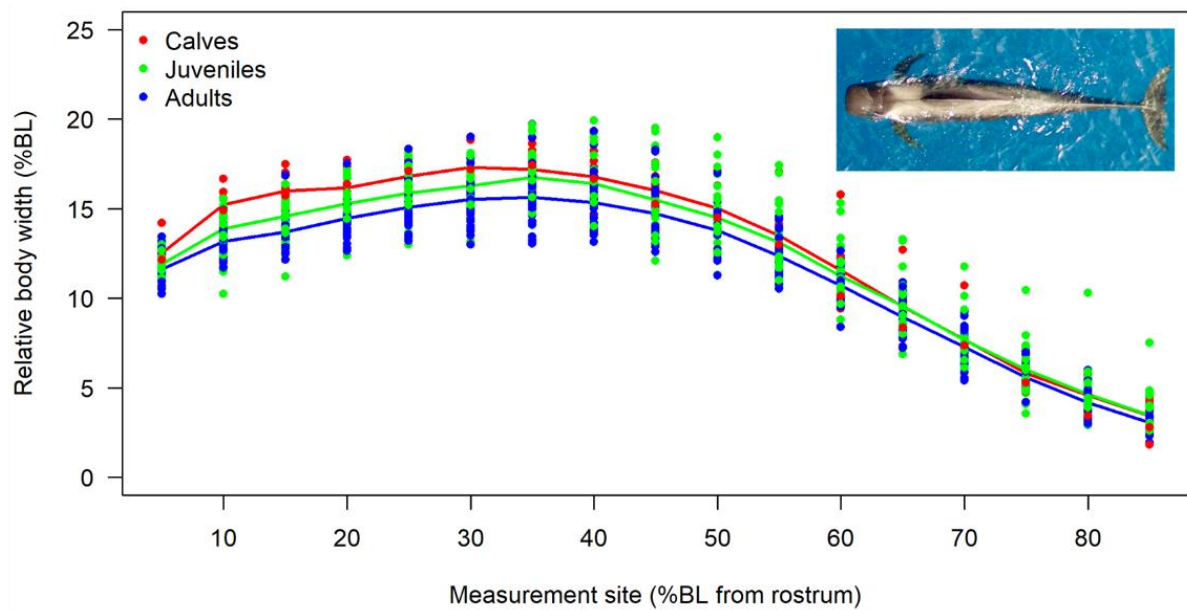 25
20
15
10
5
0
Relative body width (%BL)
Calves
Juveniles
Adults
10 20 30 40 50 60 70 80
Measurement site (%BL from rostrum)